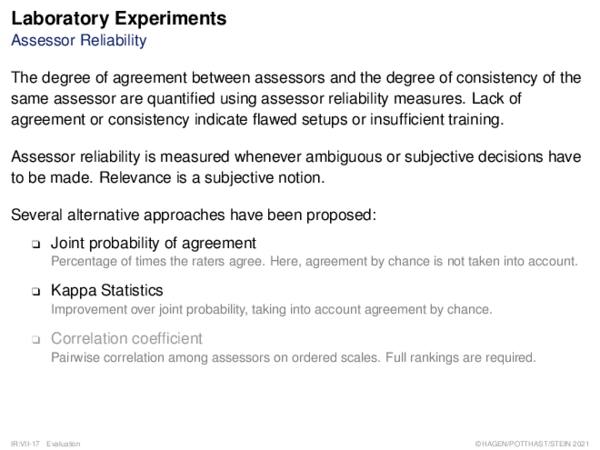 Laboratory Experiments
Assessor Reliability
The degree of agreement between assessors and the degree of consistency of the
same assessor are quantified using assessor reliability measures. Lack of
agreement or consistency indicate flawed setups or insufficient training.
Assessor reliability is measured whenever ambiguous or subjective decisions have
to be made. Relevance is a subjective notion.
Several alternative approaches have been proposed:
❑ Joint probability of agreement
Percentage of times the raters agree. Here, agreement by chance is not taken into account.
❑ Kappa Statistics
Improvement over joint probability, taking into account agreement by chance.
❑ Correlation coefficient
Pairwise correlation among assessors on ordered scales. Full rankings are required.
IR:VII-17 Evaluation ©HAGEN/POTTHAST/STEIN 2021